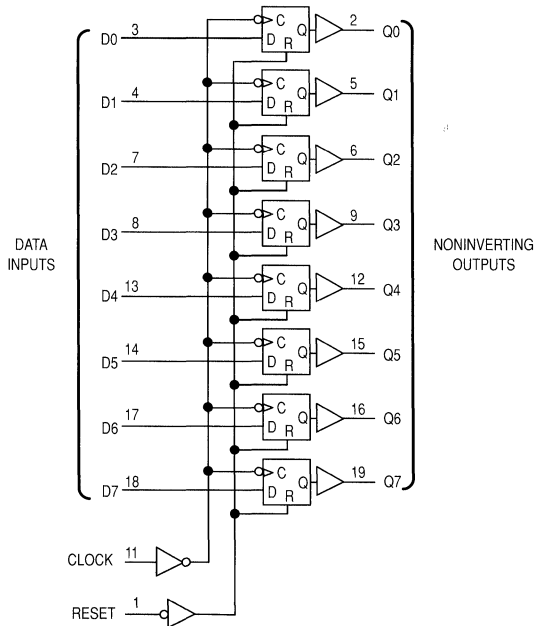 C Q 2 Q0
D0 3 D R
C Q 5 Q1
D1 4 D R
C Q 6 Q2
D2 7 D R
C Q 9 Q3
D3 8 D R
DATA
INPUTS
NONINVERTING
OUTPUTS
C Q 12 Q4
D4 13 D R
C Q 15 Q5
D5 14 D R
C Q 16 Q6
D6 17 D R
C Q 19 Q7
D7 18 D R
CLOCK 11
RESET 1